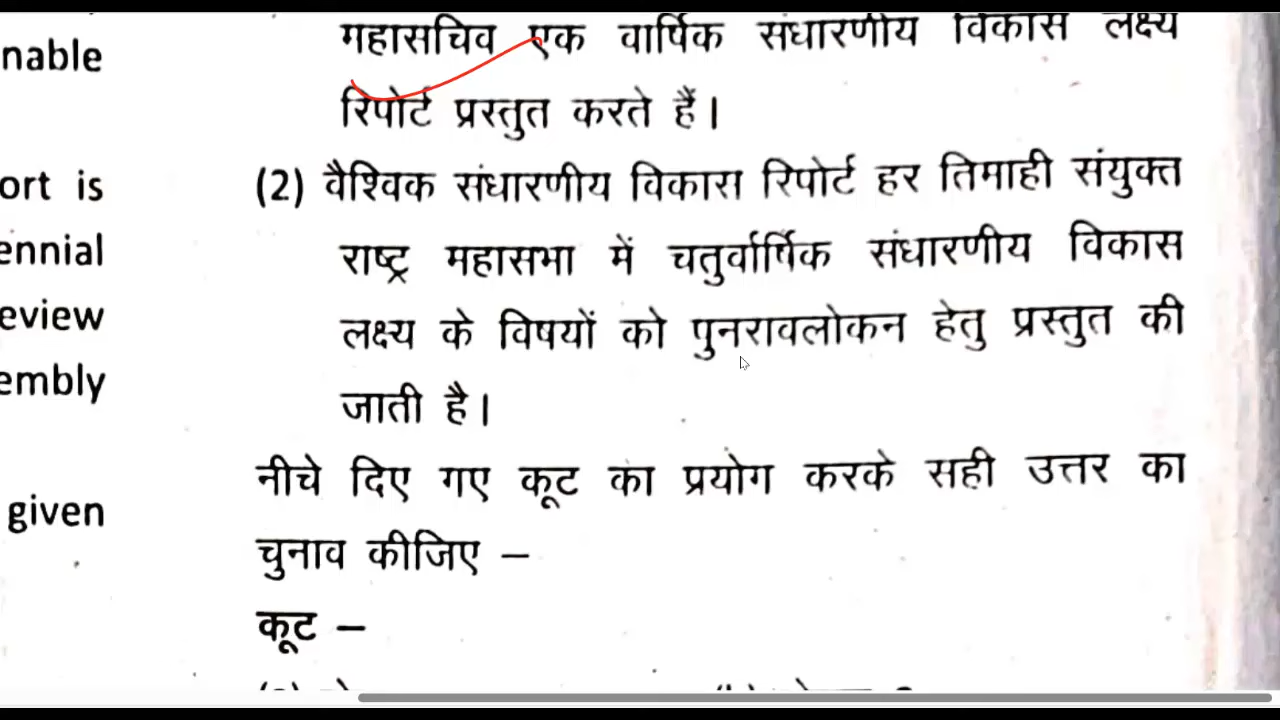 nable
ort is
ennial
eview
embly
given
महासचिव एक वार्षिक संधारणीय विकास लक्ष्य
रिपोर्ट प्रस्तुत करते हैं।
(2) वैश्विक संधारणीय विकास रिपोर्ट हर तिमाही संयुक्त
राष्ट्र महासभा में चतुर्वार्षिक संधारणीय विकास
लक्ष्य के विषयों को पुनरावलोकन हेतु प्रस्तुत की
जाती है।
नीचे दिए गए कूट का प्रयोग करके सही उत्तर का
चुनाव कीजिए –
कूट –